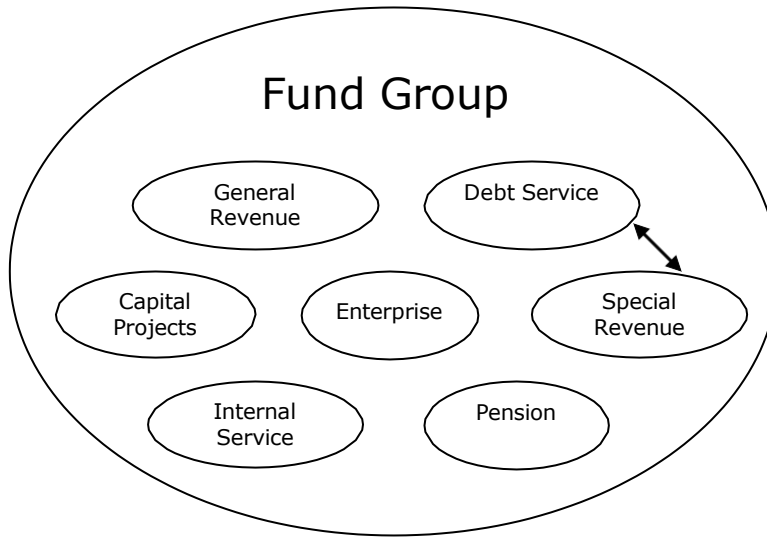 Fund Group
General
Revenue
Debt Service
Capital
Projects
Enterprise
Special
Revenue
Internal
Service
Pension